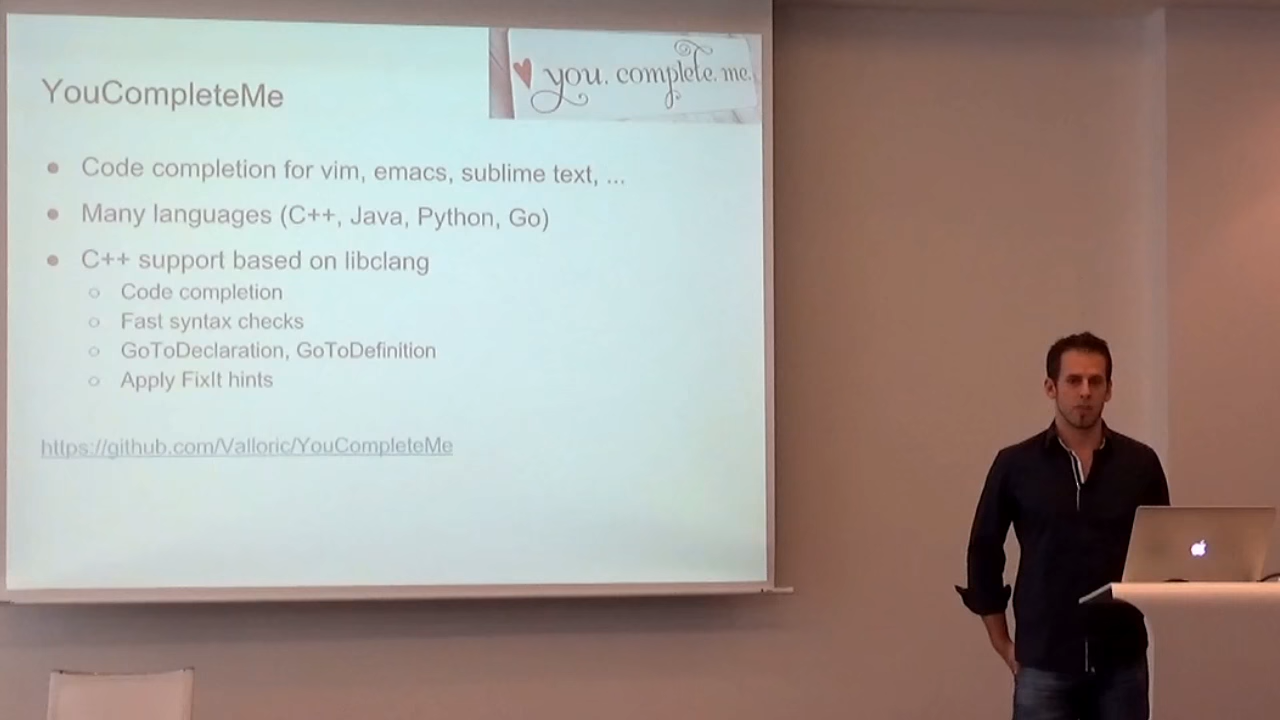 YouCompleteMe
you. complete. me.
● Code completion for vim, emacs, sublime text, ...
● Many languages (C++, Java, Python, Go)
● C++ support based on libclang
○ Code completion
○ Fast syntax checks
○ GoToDeclaration, GoToDefinition
○ Apply FixIt hints
https://github.com/Valloric/YouCompleteMe